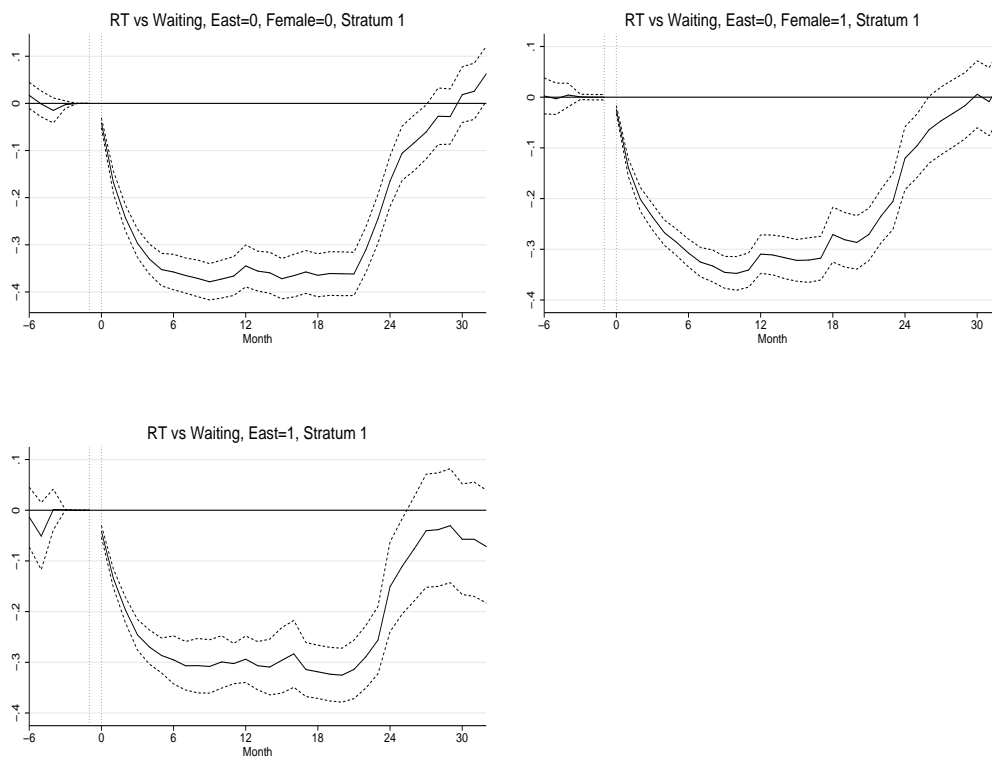 RT vs Waiting, East=0, Female=0, Stratum 1
.1
0
−.1
−.2
−.3
−.4
−6 0 6 12 18 24 30
Month
RT vs Waiting, East=0, Female=1, Stratum 1
.1
0
−.1
−.2
−.3
−.4
−6 0 6 12 18 24 30
Month
RT vs Waiting, East=1, Stratum 1
.1
0
−.1
−.2
−.3
−.4
−6 0 6 12 18 24 30
Month